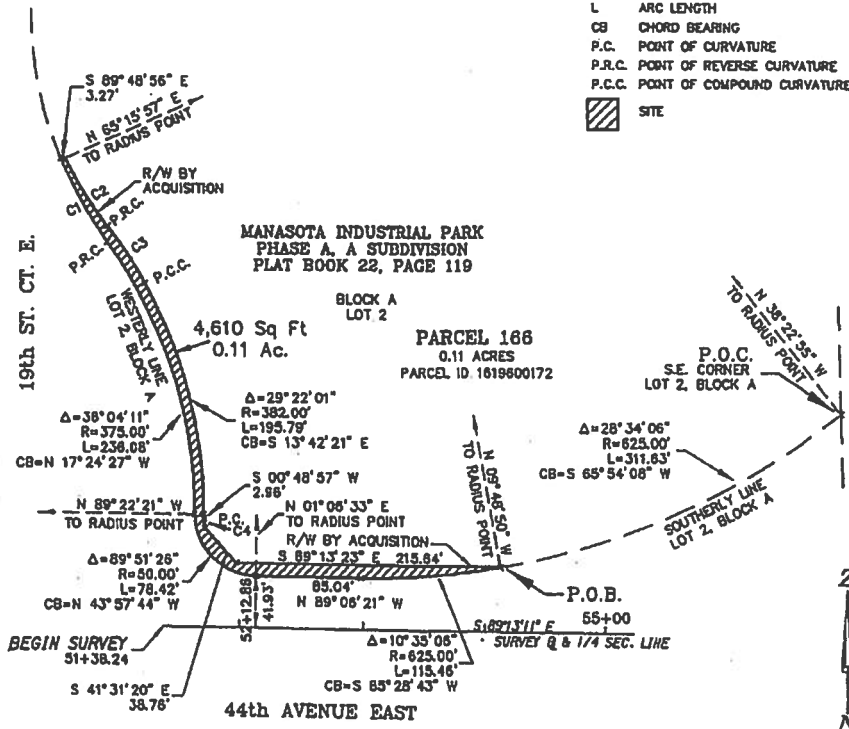 L ARC LENGTH
CB CHORD BEARING
P.C. POINT OF CURVATURE
P.R.C. POINT OF REVERSE CURVATURE
P.C.C. POINT OF COMPOUND CURVATURE
SITE
S 89°48'56" E
3.27'
N 65°15'57" E
TO RADIUS POINT
R/W BY
ACQUISITION
C1
C2
P.R.C.
P.R.C.
C3
P.C.C.
19th ST. CT. E.
WESTERLY LINE
LOT 2, BLOCK A
MANASOTA INDUSTRIAL PARK
PHASE A, A SUBDIVISION
PLAT BOOK 22, PAGE 119
BLOCK A
LOT 2
4,610 Sq Ft
0.11 Ac.
PARCEL 166
0.11 ACRES
PARCEL ID. 1619600172
N 38°22'55" W
TO RADIUS POINT
P.O.C.
S.E. CORNER
LOT 2, BLOCK A
Δ=38°04'11"
R=375.00'
L=236.08'
CB=N 17°24'27" W
Δ=29°22'01"
R=382.00'
L=195.79'
CB=S 13°42'21" E
Δ=28°34'06"
R=625.00'
L=311.63'
CB=S 65°54'08" W
SOUTHERLY LINE
LOT 2, BLOCK A
N 09°48'50" W
TO RADIUS POINT
S 00°48'57" W
2.96'
N 89°22'21" W
TO RADIUS POINT
P.C.
C4
N 01°06'33" E
TO RADIUS POINT
R/W BY ACQUISITION
S 89°13'23" E 215.64'
Δ=89°51'26"
R=50.00'
L=78.42'
CB=N 43°57'44" W
85.04'
N 89°06'21" W
P.O.B.
52+12.86
41.93'
BEGIN SURVEY
51+38.24
S 89°13'11" E
55+00
SURVEY B & 1/4 SEC. LINE
Δ=10°35'06"
R=625.00'
L=115.46'
CB=S 85°28'43" W
S 41°31'20" E
38.76'
44th AVENUE EAST